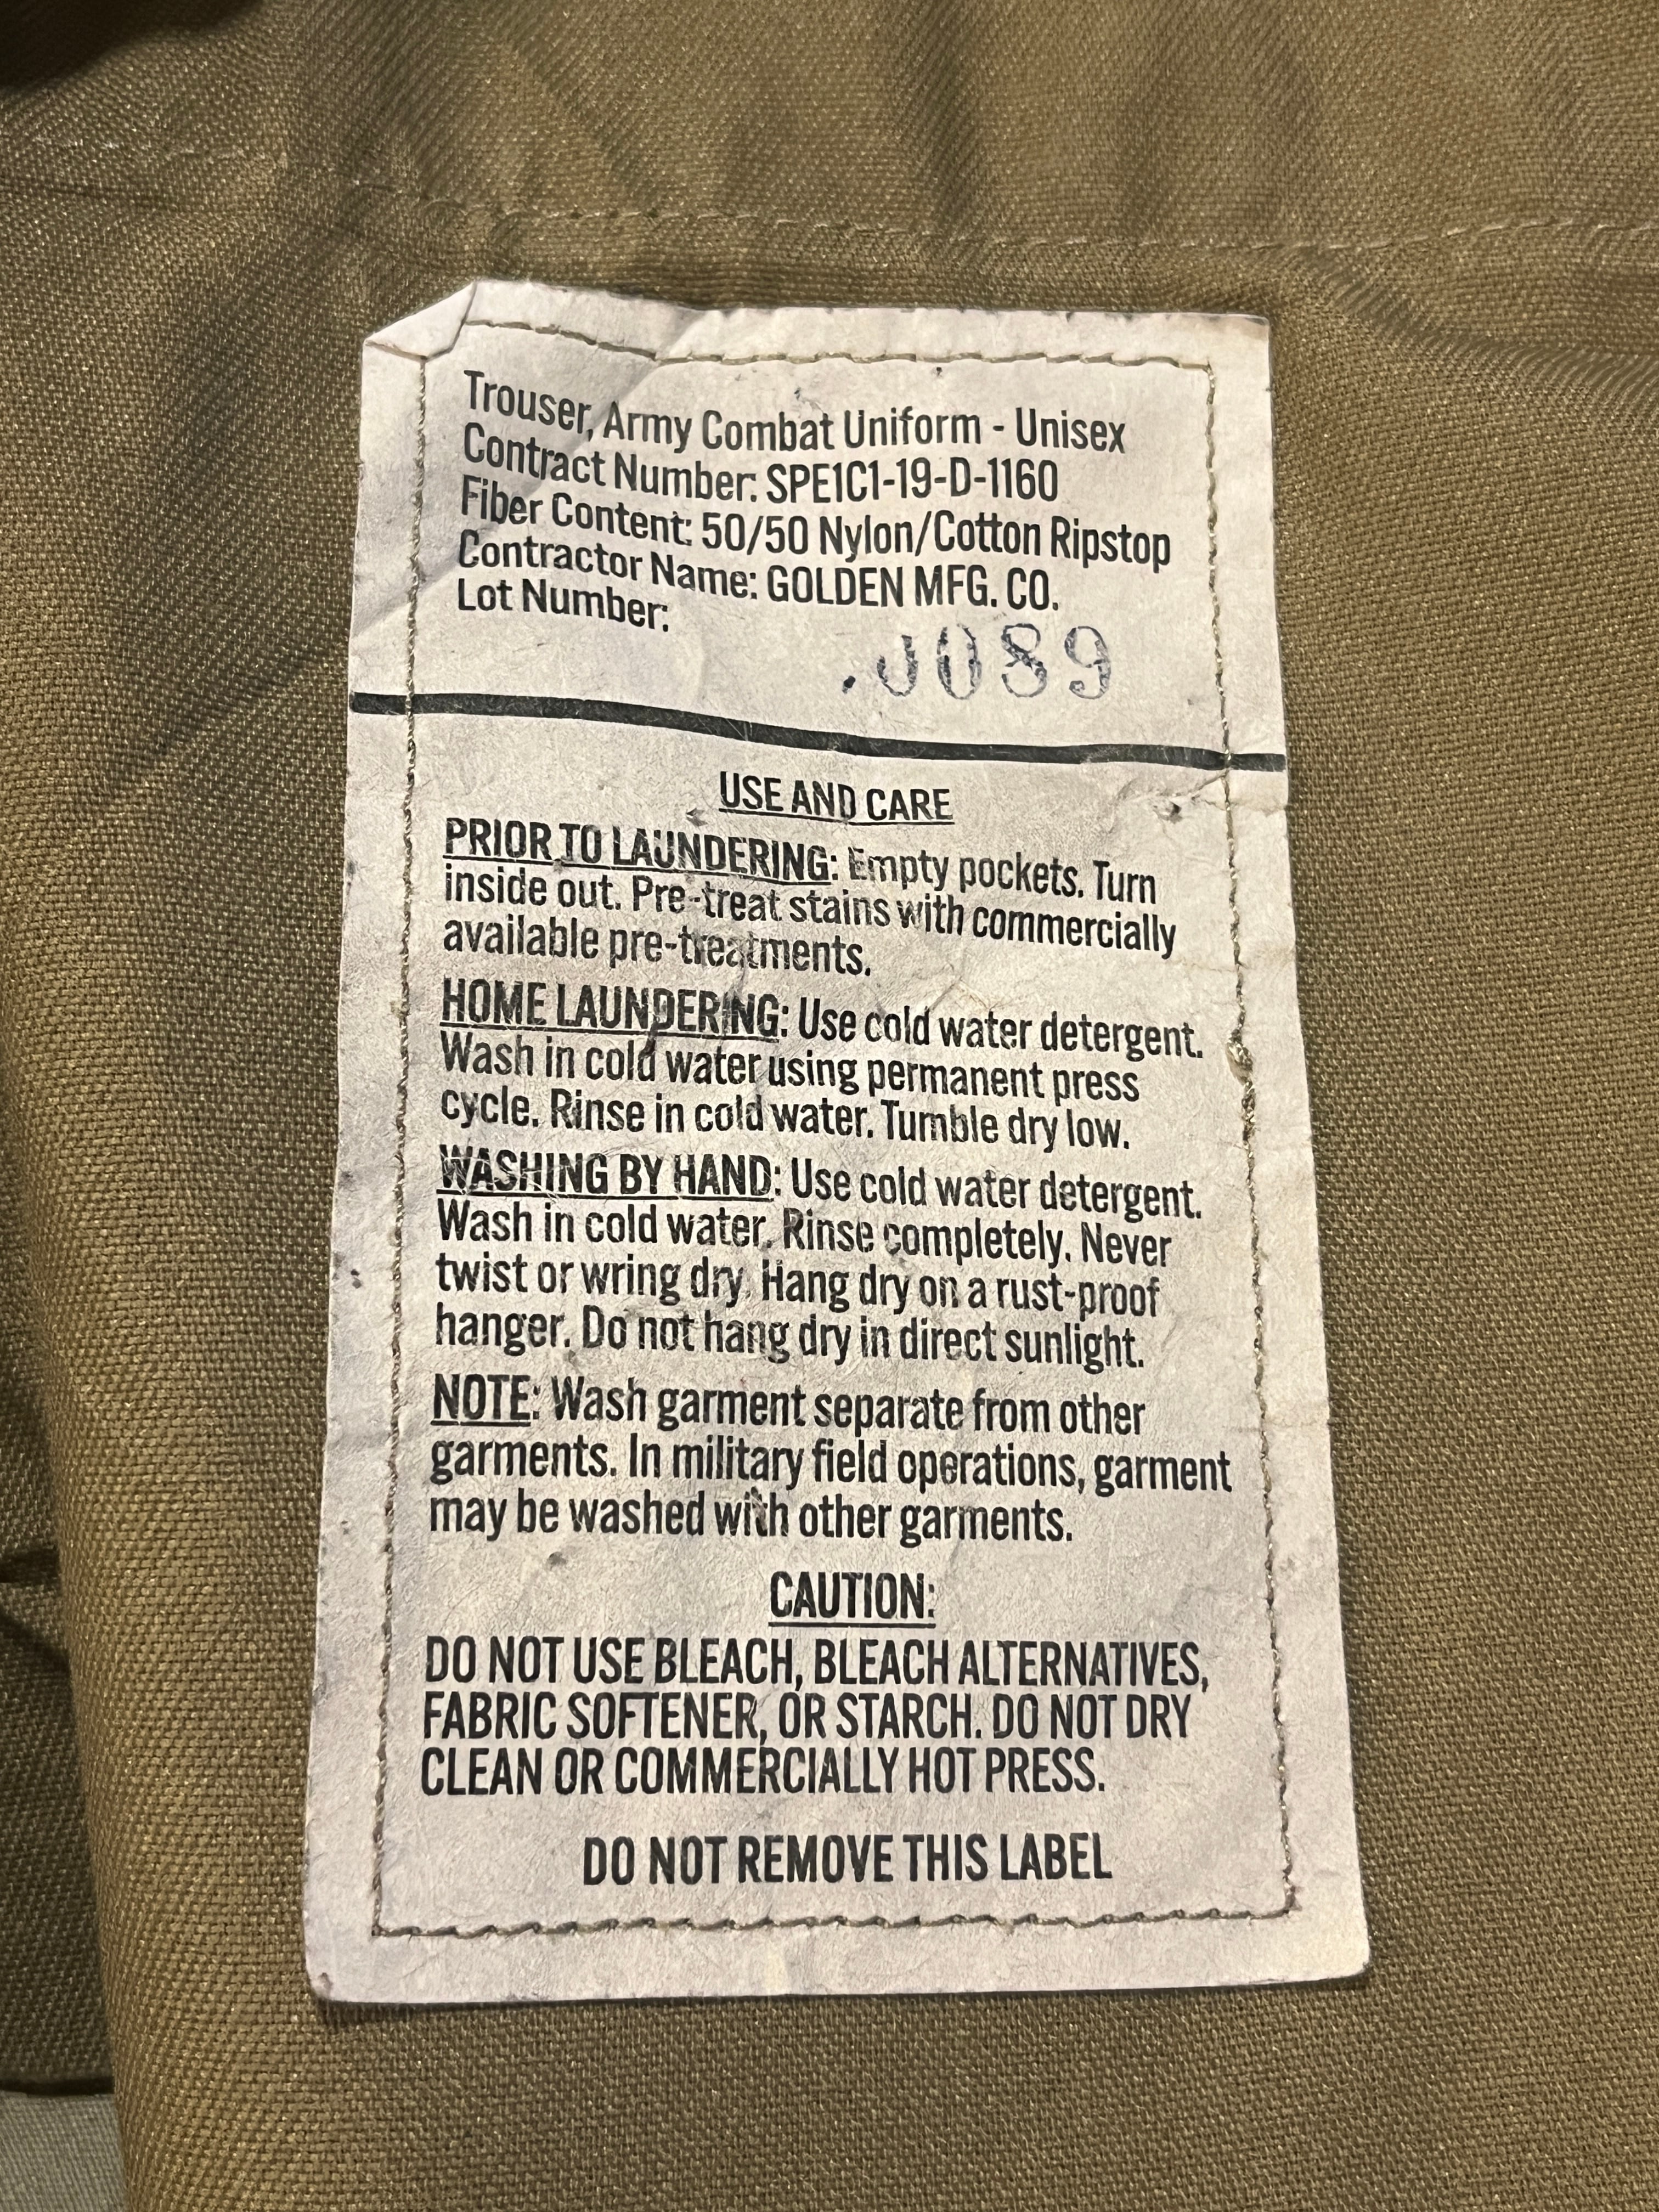 Trouser, Army Combat Uniform - Unisex
Contract Number: SPE1C1-19-D-1160
Fiber Content: 50/50 Nylon/Cotton Ripstop
Contractor Name: GOLDEN MFG. CO.
Lot Number:
J089
USE AND CARE
PRIOR TO LAUNDERING: Empty pockets. Turn
inside out. Pre-treat stains with commercially
available pre-treatments.
HOME LAUNDERING: Use cold water detergent.
Wash in cold water using permanent press
cycle. Rinse in cold water. Tumble dry low.
WASHING BY HAND: Use cold water detergent.
Wash in cold water. Rinse completely. Never
twist or wring dry. Hang dry on a rust-proof
hanger. Do not hang dry in direct sunlight.
NOTE: Wash garment separate from other
garments. In military field operations, garment
may be washed with other garments.
CAUTION:
DO NOT USE BLEACH, BLEACH ALTERNATIVES,
FABRIC SOFTENER, OR STARCH. DO NOT DRY
CLEAN OR COMMERCIALLY HOT PRESS.
DO NOT REMOVE THIS LABEL